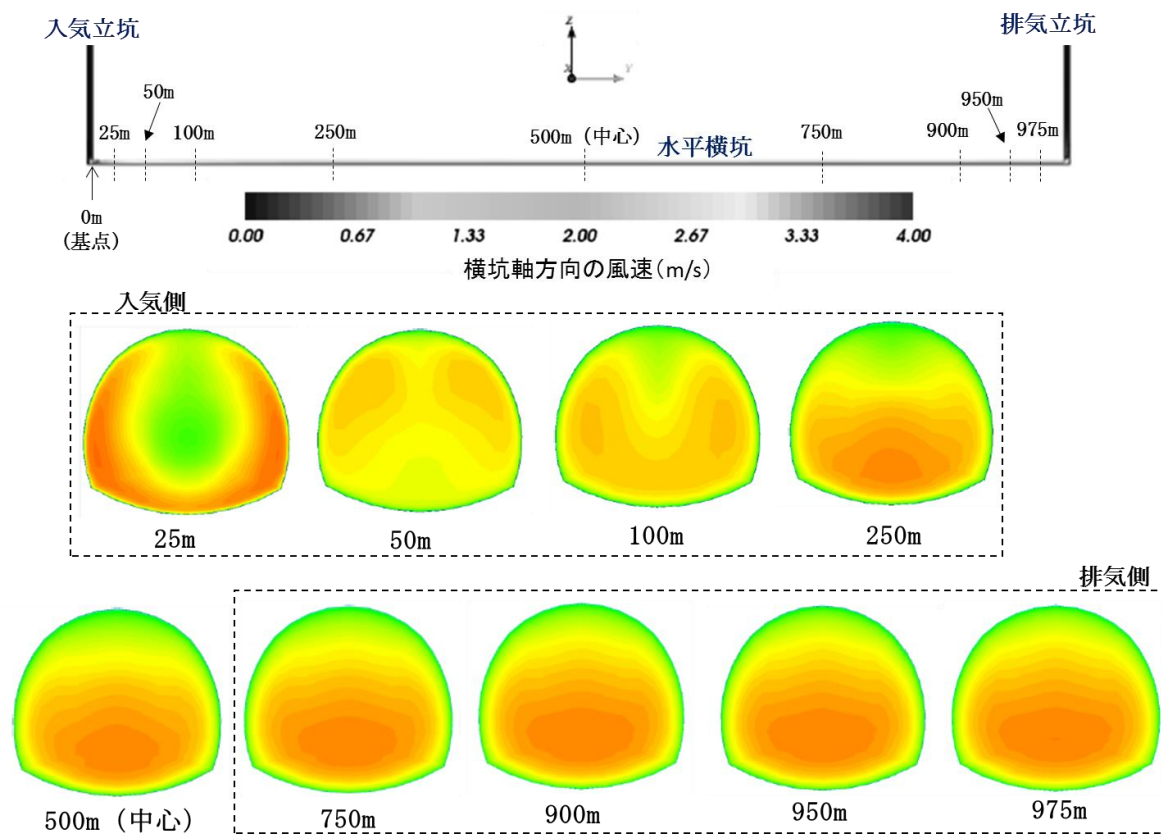 入気立坑
排気立坑
Z
X
Y
50m
950m
25m
100m
250m
500m (中心)
水平横坑
750m
900m
975m
0m
(基点)
0.00 0.67 1.33 2.00 2.67 3.33 4.00
横坑軸方向の風速(m/s)
入気側
25m
50m
100m
250m
排気側
500m (中心)
750m
900m
950m
975m